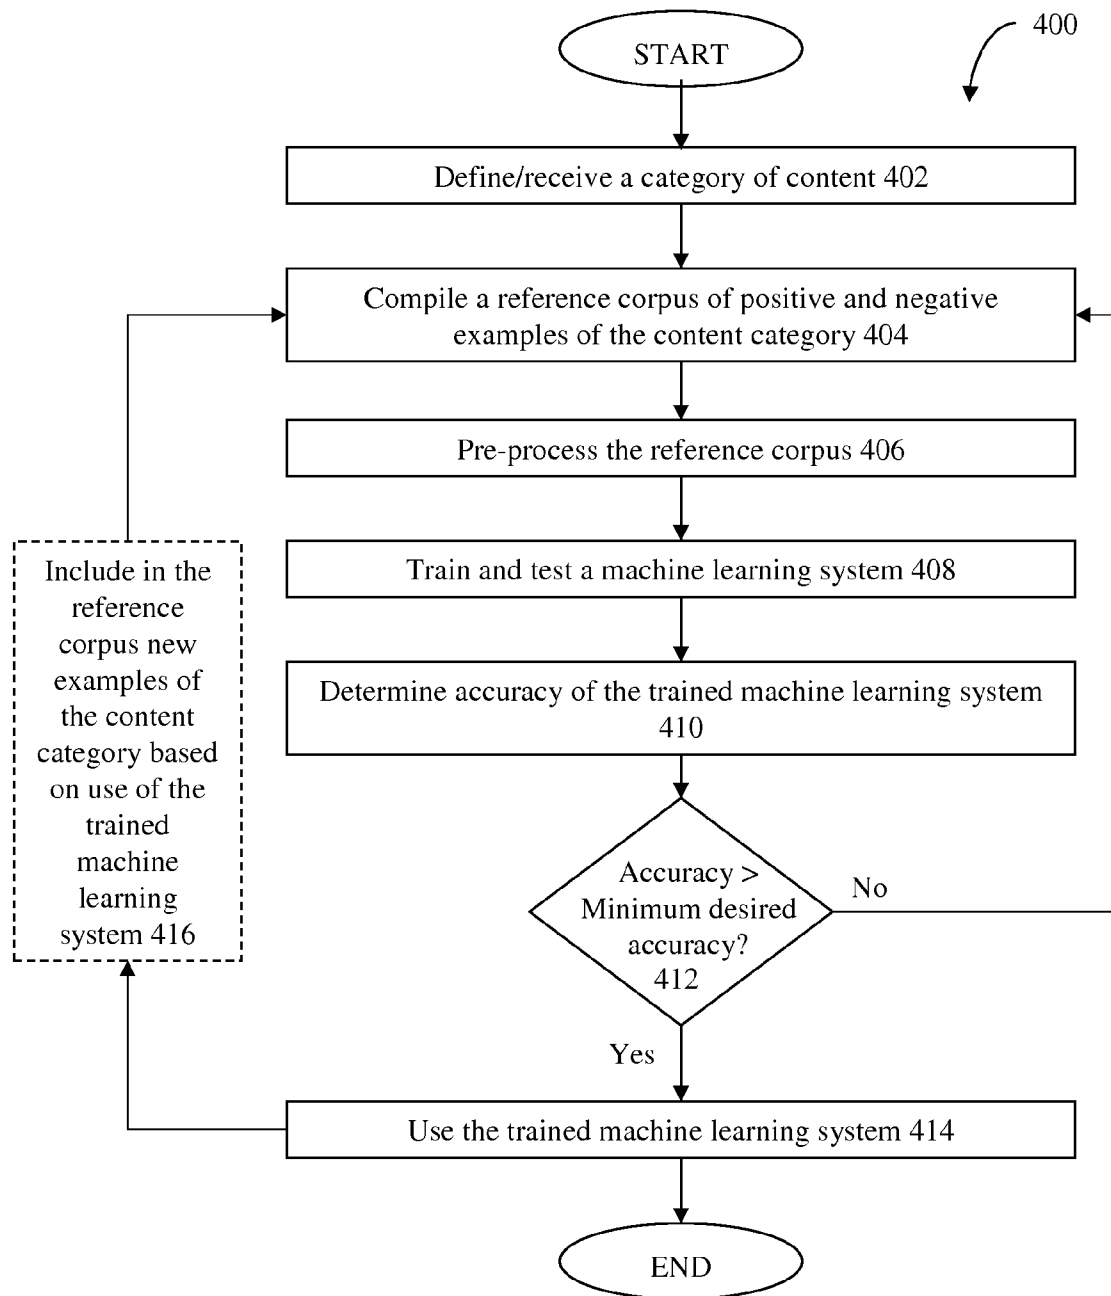 400
START
Define/receive a category of content 402
Compile a reference corpus of positive and negative
examples of the content category 404
Pre-process the reference corpus 406
Train and test a machine learning system 408
Determine accuracy of the trained machine learning system
410
Accuracy >
Minimum desired
accuracy?
412
No
Yes
Use the trained machine learning system 414
Include in the
reference
corpus new
examples of
the content
category based
on use of the
trained
machine
learning
system 416
END